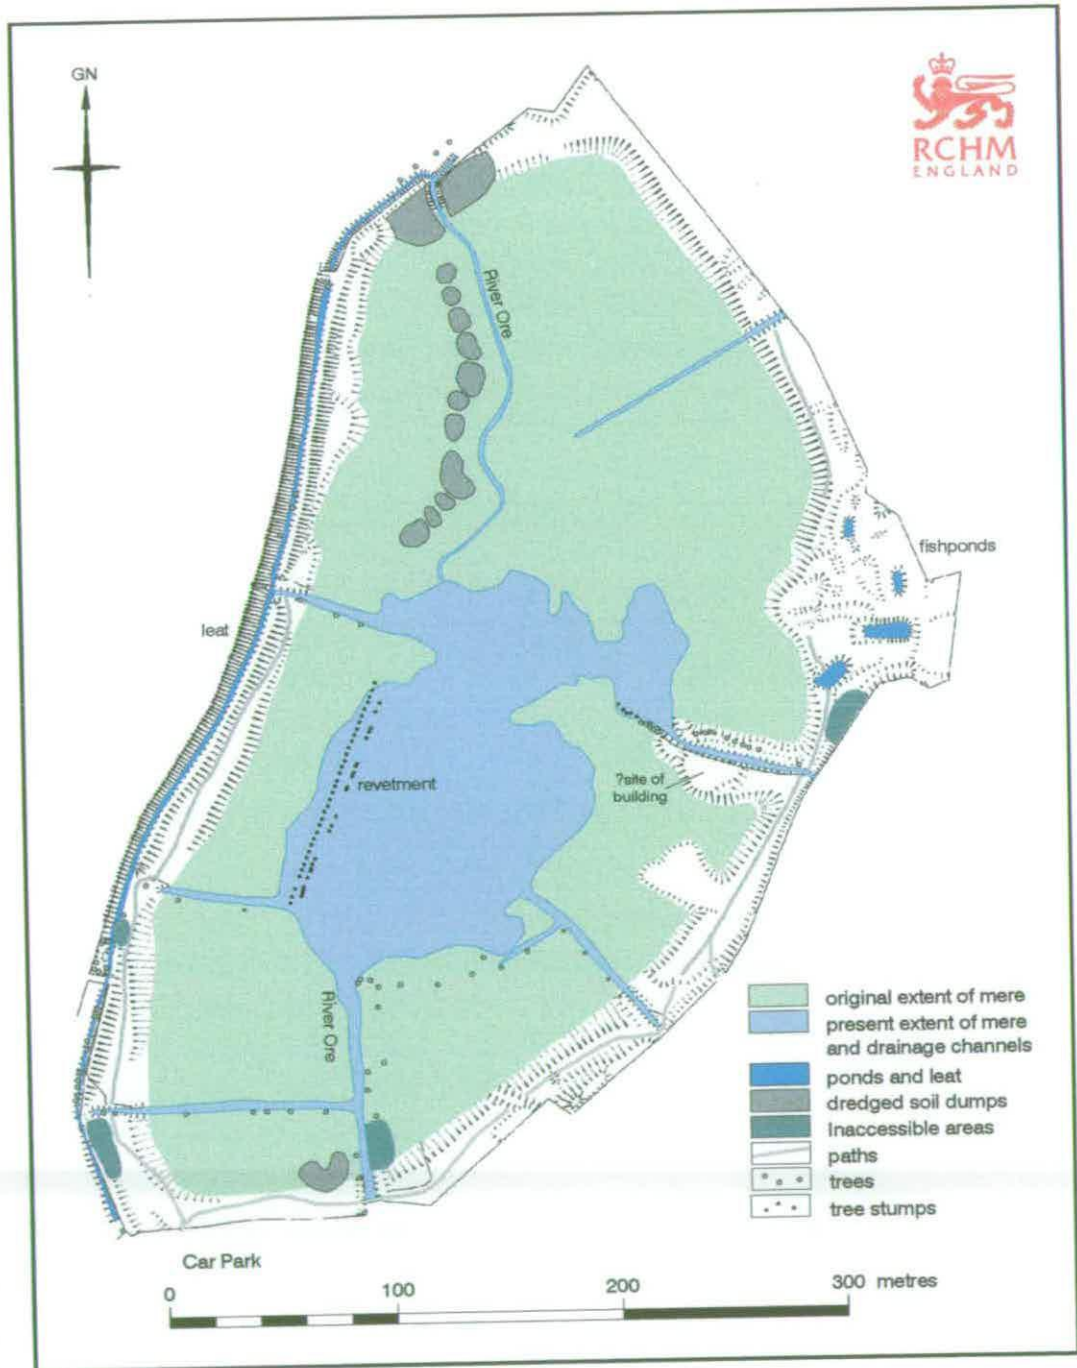 GN
RCHM
ENGLAND
River Ore
fishponds
leat
?site of
building
revetment
River Ore
original extent of mere
present extent of mere
and drainage channels
ponds and leat
dredged soil dumps
Inaccessible areas
paths
trees
tree stumps
Car Park
0 100 200 300 metres